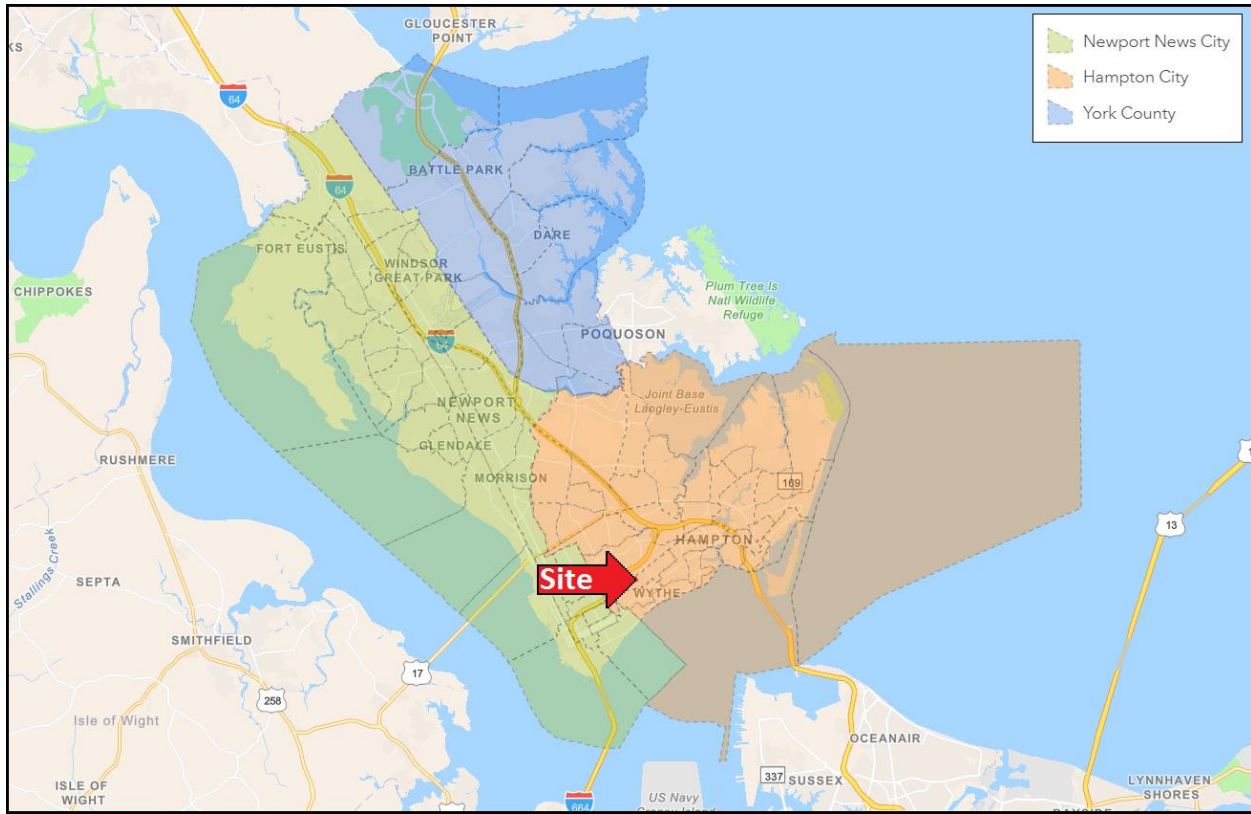 GLOUCESTER
POINT
Newport News City
Hampton City
York County
KS
64
BATTLE PARK
64
DARE
FORT EUSTIS
WINDSOR
GREAT PARK
CHIPPOKES
Plum Tree Is
Natl Wildlife
Refuge
POQUOSON
64
Joint Base
Langley-Eustis
NEWPORT
NEWS
GLENDALE
RUSHMERE
MORRISON
169
13
HAMPTON
Stallings Creek
SEPTA
Site
WYTHE
SMITHFIELD
17
258
Isle of Wight
OCEANAIR
337
SUSSEX
LYNNHAVEN
SHORES
ISLE OF
WIGHT
664
US Navy